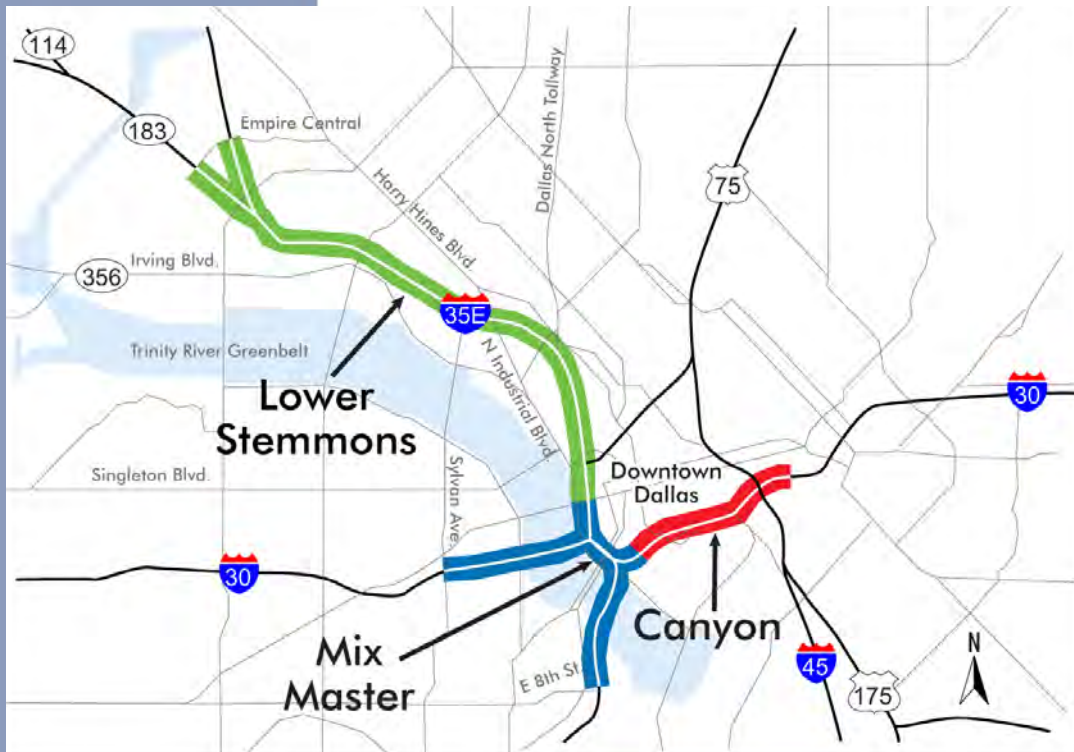 114
Empire Central
183
Dallas North Tollway
Harry Hines Blvd.
75
Irving Blvd.
356
35E
Trinity River Greenbelt
N Industrial Blvd.
Lower
Stemmons
30
Singleton Blvd.
Sylvan Ave.
Downtown
Dallas
30
Canyon
Mix
Master
E 8th St.
N
45
175